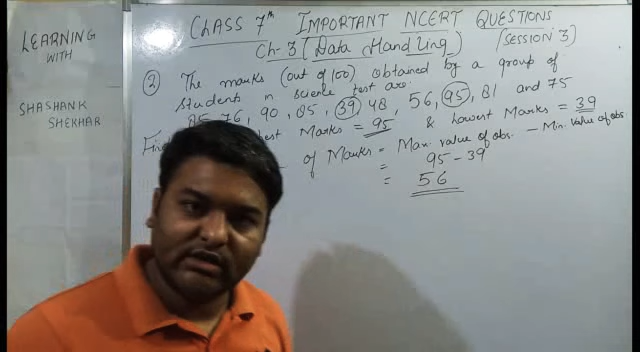 CLASS 7th IMPORTANT NCERT QUESTIONS
Ch-3 (Data Handling) (SESSION 3)
LEARNING
WITH
SHASHANK
SHEKHAR
② The marks (out of 100) obtained by a group of
students in science test are
85, 76, 90, 85, 39, 48, 56, 95, 81 and 75
Marks = 95 & Lowest Marks = 39
of Marks = Max. value of obs. - Min. value of obs.
= 95 - 39
= 56